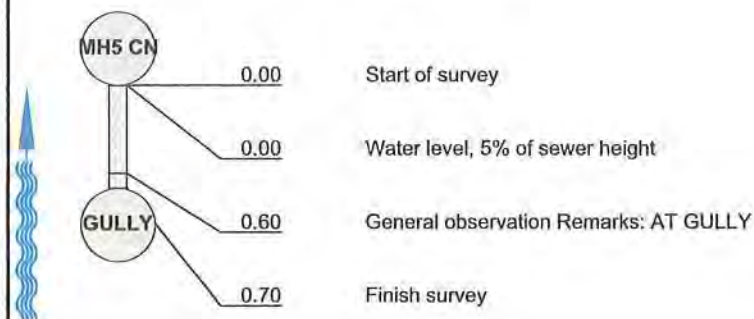 MH5 CN
0.00 Start of survey
0.00 Water level, 5% of sewer height
GULLY
0.60 General observation Remarks: AT GULLY
0.70 Finish survey